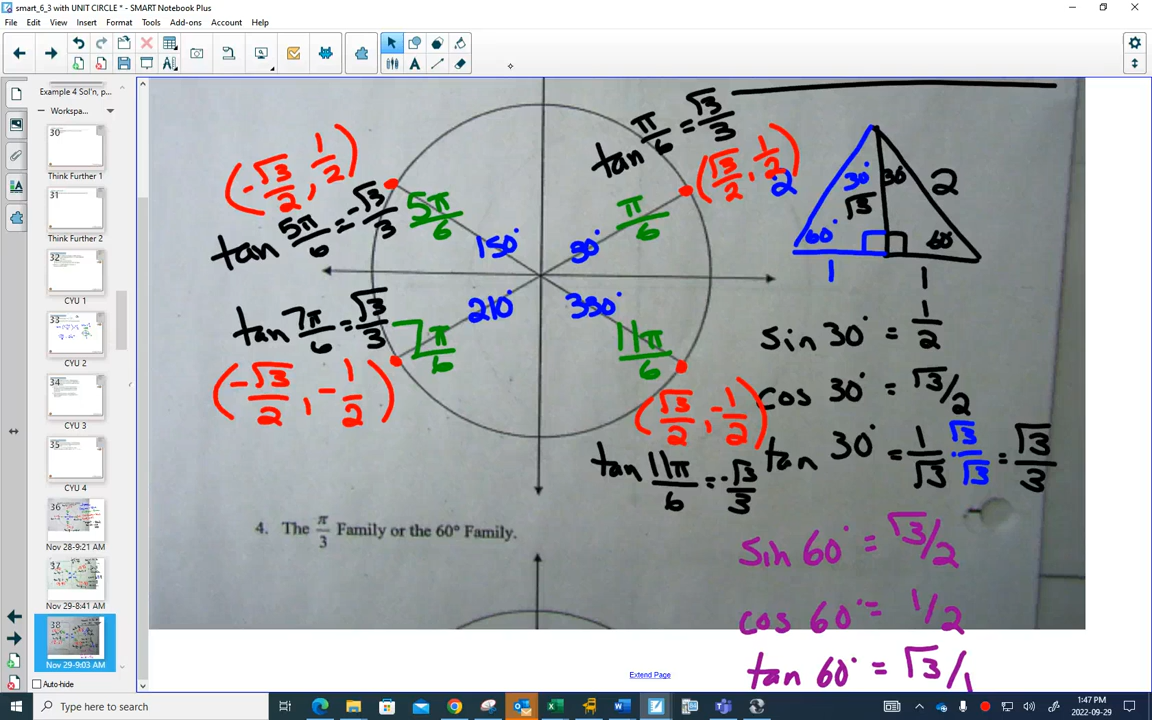 smart_6_3 with UNIT CIRCLE * - SMART Notebook Plus
File Edit View Insert Format Tools Add-ons Account Help
Example 4 Sol'n, p...
Workspa...
30
Think Further 1
31
Think Further 2
32
CYU 1
33
CYU 2
34
CYU 3
35
CYU 4
36
Nov 28-9:21 AM
37
Nov 29-8:41 AM
38
Nov 29-9:03 AM
Auto-hide
tan π/6 = √3/3
(√3/2, 1/2)
(-√3/2, 1/2)
tan 5π/6 = -√3/3
5π/6
π/6
150°
30°
210°
330°
tan 7π/6 = √3/3
7π/6
11π/6
(-√3/2, -1/2)
(√3/2, -1/2)
tan 11π/6 = -√3/3
2
30°
30°
2
√3
60°
60°
1
1
sin 30° = 1/2
cos 30° = √3/2
tan 30° = 1/√3 · √3/√3 = √3/3
4. The π/3 Family or the 60° Family.
sin 60° = √3/2
cos 60° = 1/2
tan 60° = √3/1
Extend Page
Type here to search
1:47 PM
2022-09-29